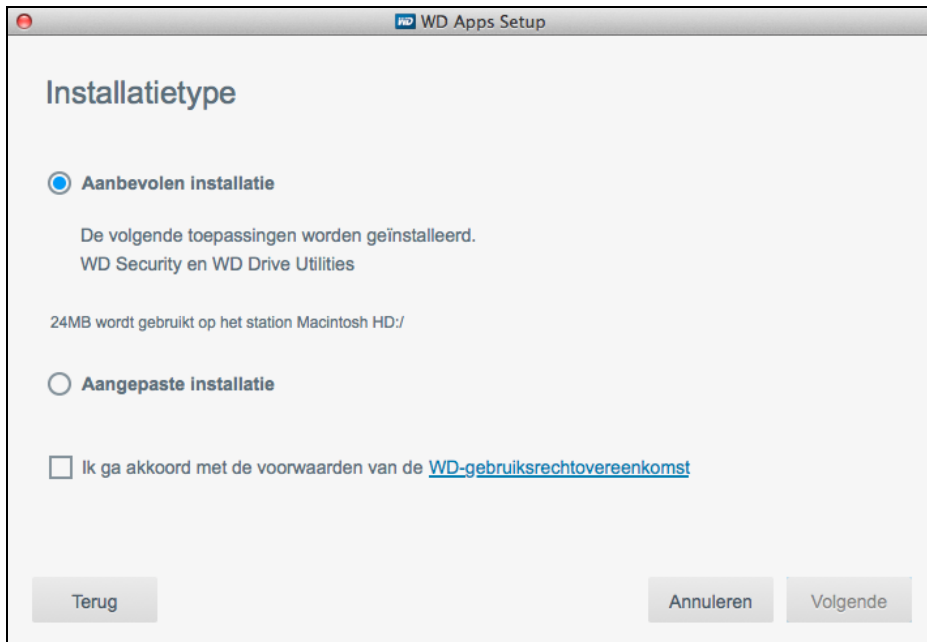 WD WD Apps Setup
Installatietype
Aanbevolen installatie
De volgende toepassingen worden geïnstalleerd.
WD Security en WD Drive Utilities
24MB wordt gebruikt op het station Macintosh HD:/
Aangepaste installatie
Ik ga akkoord met de voorwaarden van de WD-gebruiksrechtovereenkomst
Terug
Annuleren
Volgende